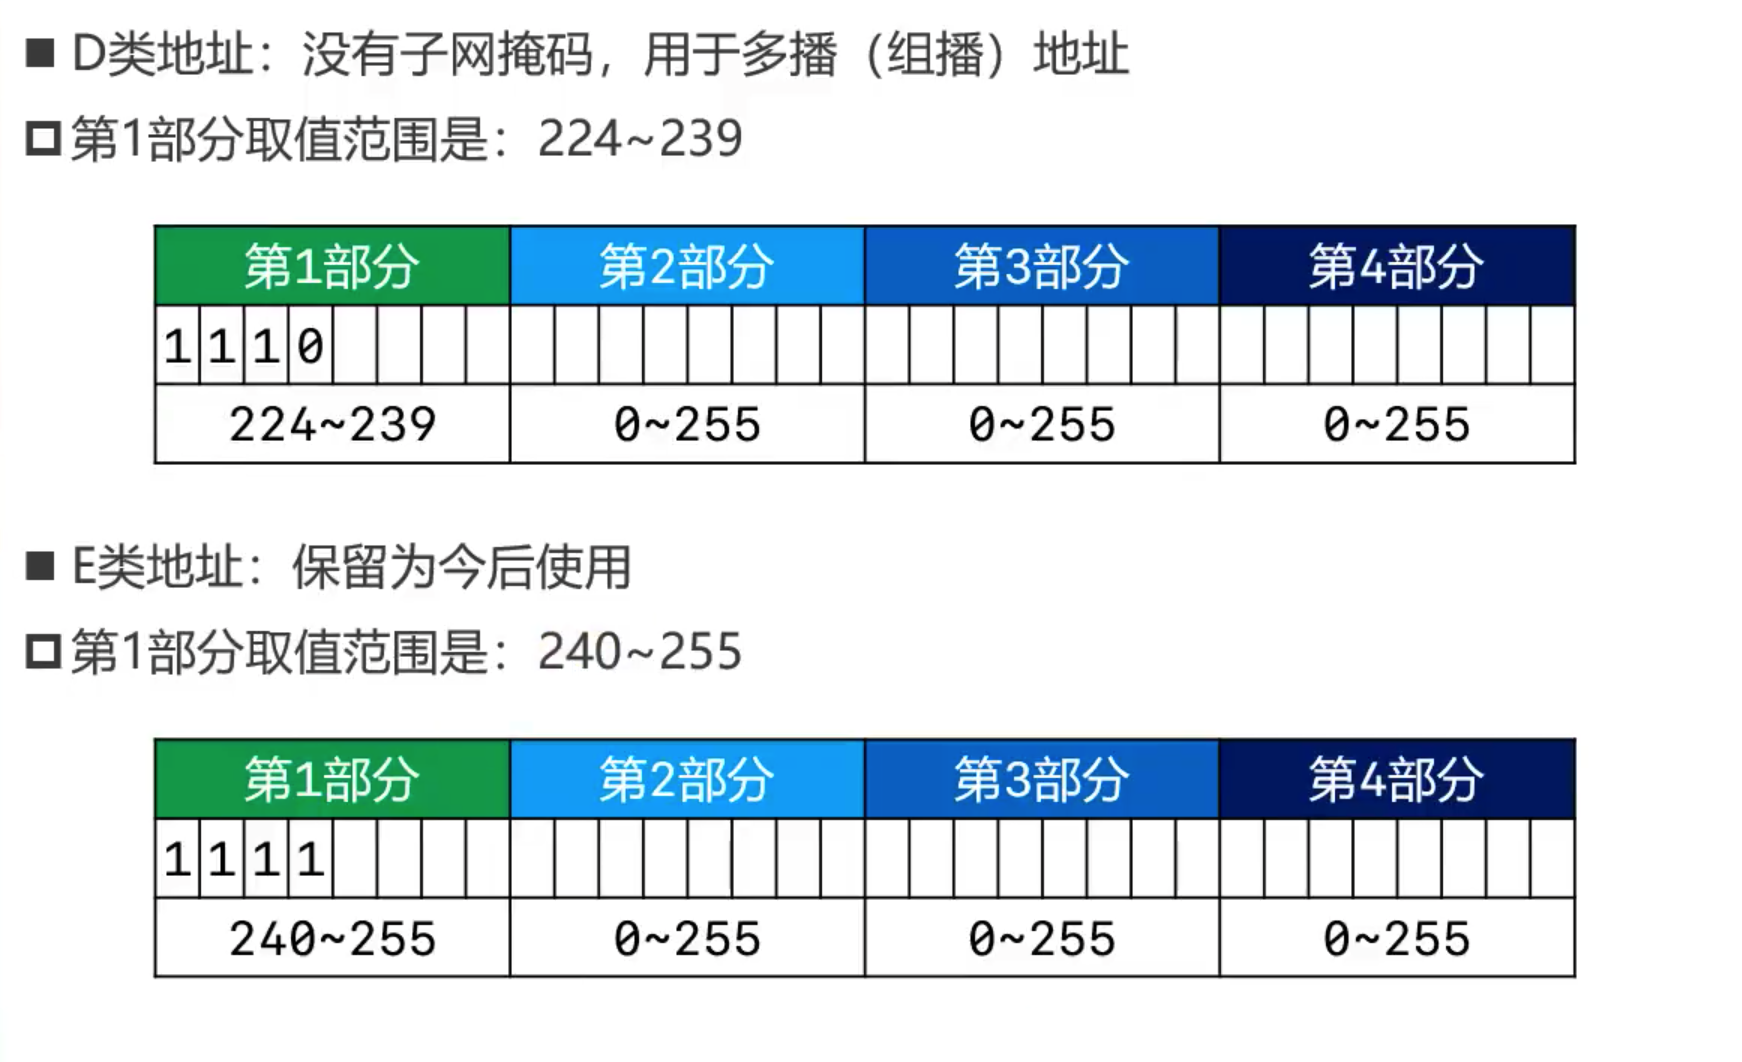 D类地址：没有子网掩码，用于多播（组播）地址
第1部分取值范围是：224~239
第1部分 第2部分 第3部分 第4部分
1 1 1 0
224~239 0~255 0~255 0~255
E类地址：保留为今后使用
第1部分取值范围是：240~255
第1部分 第2部分 第3部分 第4部分
1 1 1 1
240~255 0~255 0~255 0~255